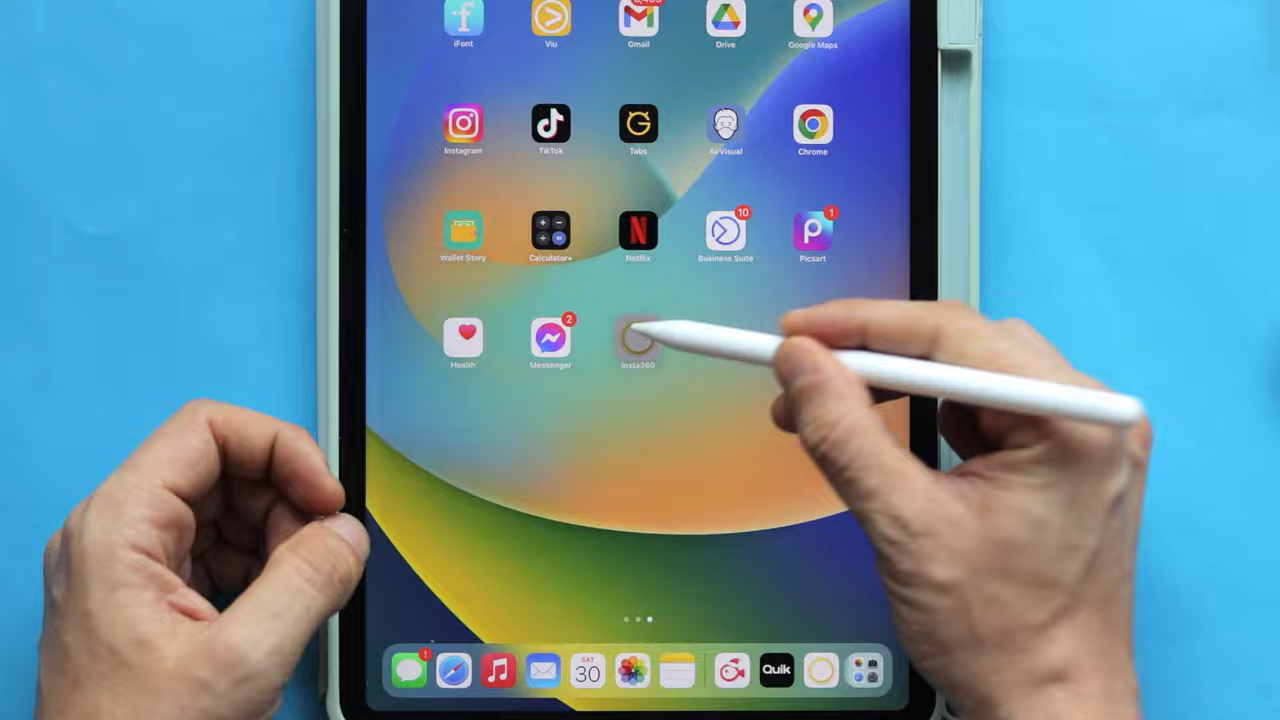 iFont
Viu
Gmail
Drive
Google Maps
Instagram
TikTok
Tabs
AirVisual
Chrome
Wallet Story
Calculator+
Netflix
10
Business Suite
1
Picsart
Health
2
Messenger
Insta360
!
SAT
30
Quik